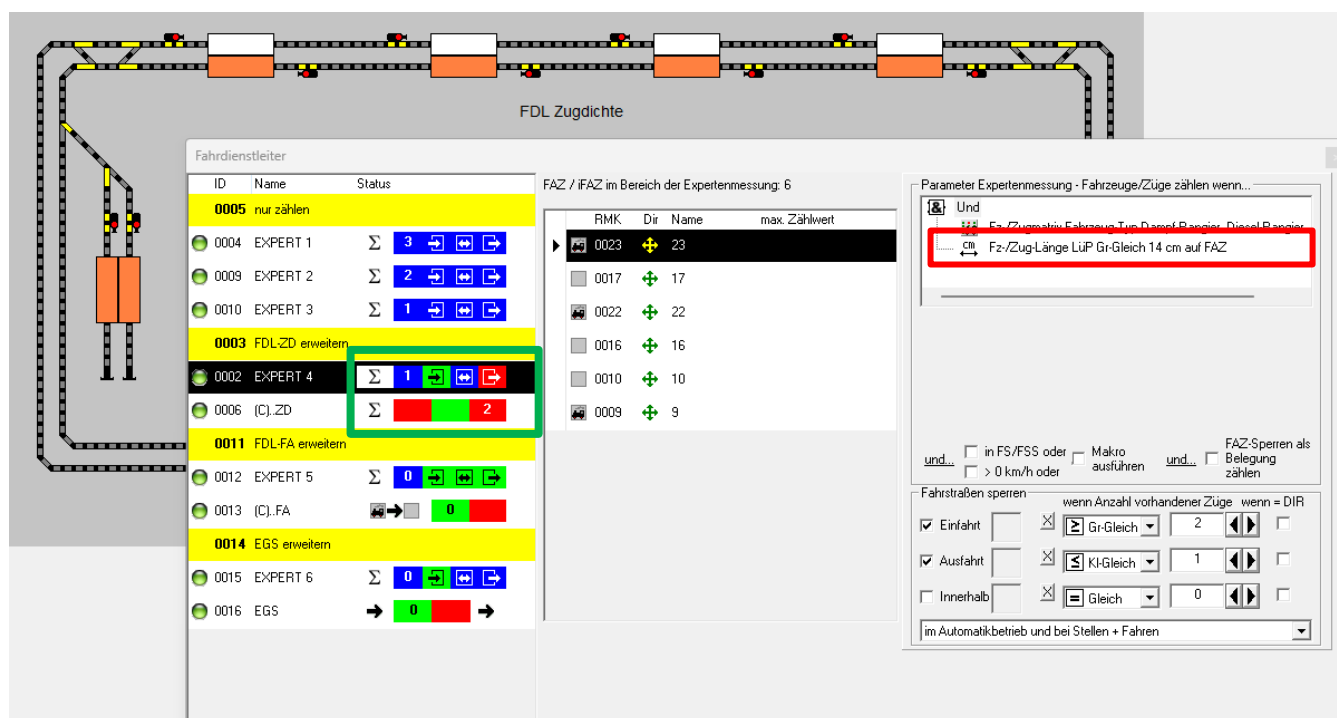 FDL Zugdichte
Fahrdienstleiter
ID Name Status
0005 nur zählen
0004 EXPERT 1 Σ 3
0009 EXPERT 2 Σ 2
0010 EXPERT 3 Σ 1
0003 FDL-ZD erweitern
0002 EXPERT 4 Σ 1
0006 (C)..ZD Σ 2
0011 FDL-FA erweitern
0012 EXPERT 5 Σ 0
0013 (C)..FA 0
0014 EGS erweitern
0015 EXPERT 6 Σ 0
0016 EGS 0
FAZ / iFAZ im Bereich der Expertenmessung: 6
RMK Dir Name max. Zählwert
0023 23
0017 17
0022 22
0016 16
0010 10
0009 9
Parameter Expertenmessung - Fahrzeuge/Züge zählen wenn...
& Und
Fz-/Zugmatrix Fahrzeug-Typ Dampf-Rangier, Diesel-Rangier
cm Fz-/Zug-Länge LüP Gr-Gleich 14 cm auf FAZ
und... in FS/FSS oder
> 0 km/h oder
Makro
ausführen
und... FAZ-Sperren als
Belegung
zählen
Fahrstraßen sperren
wenn Anzahl vorhandener Züge wenn = DIR
Einfahrt X ≥ Gr-Gleich 2
Ausfahrt X ≤ Kl-Gleich 1
Innerhalb X = Gleich 0
im Automatikbetrieb und bei Stellen + Fahren